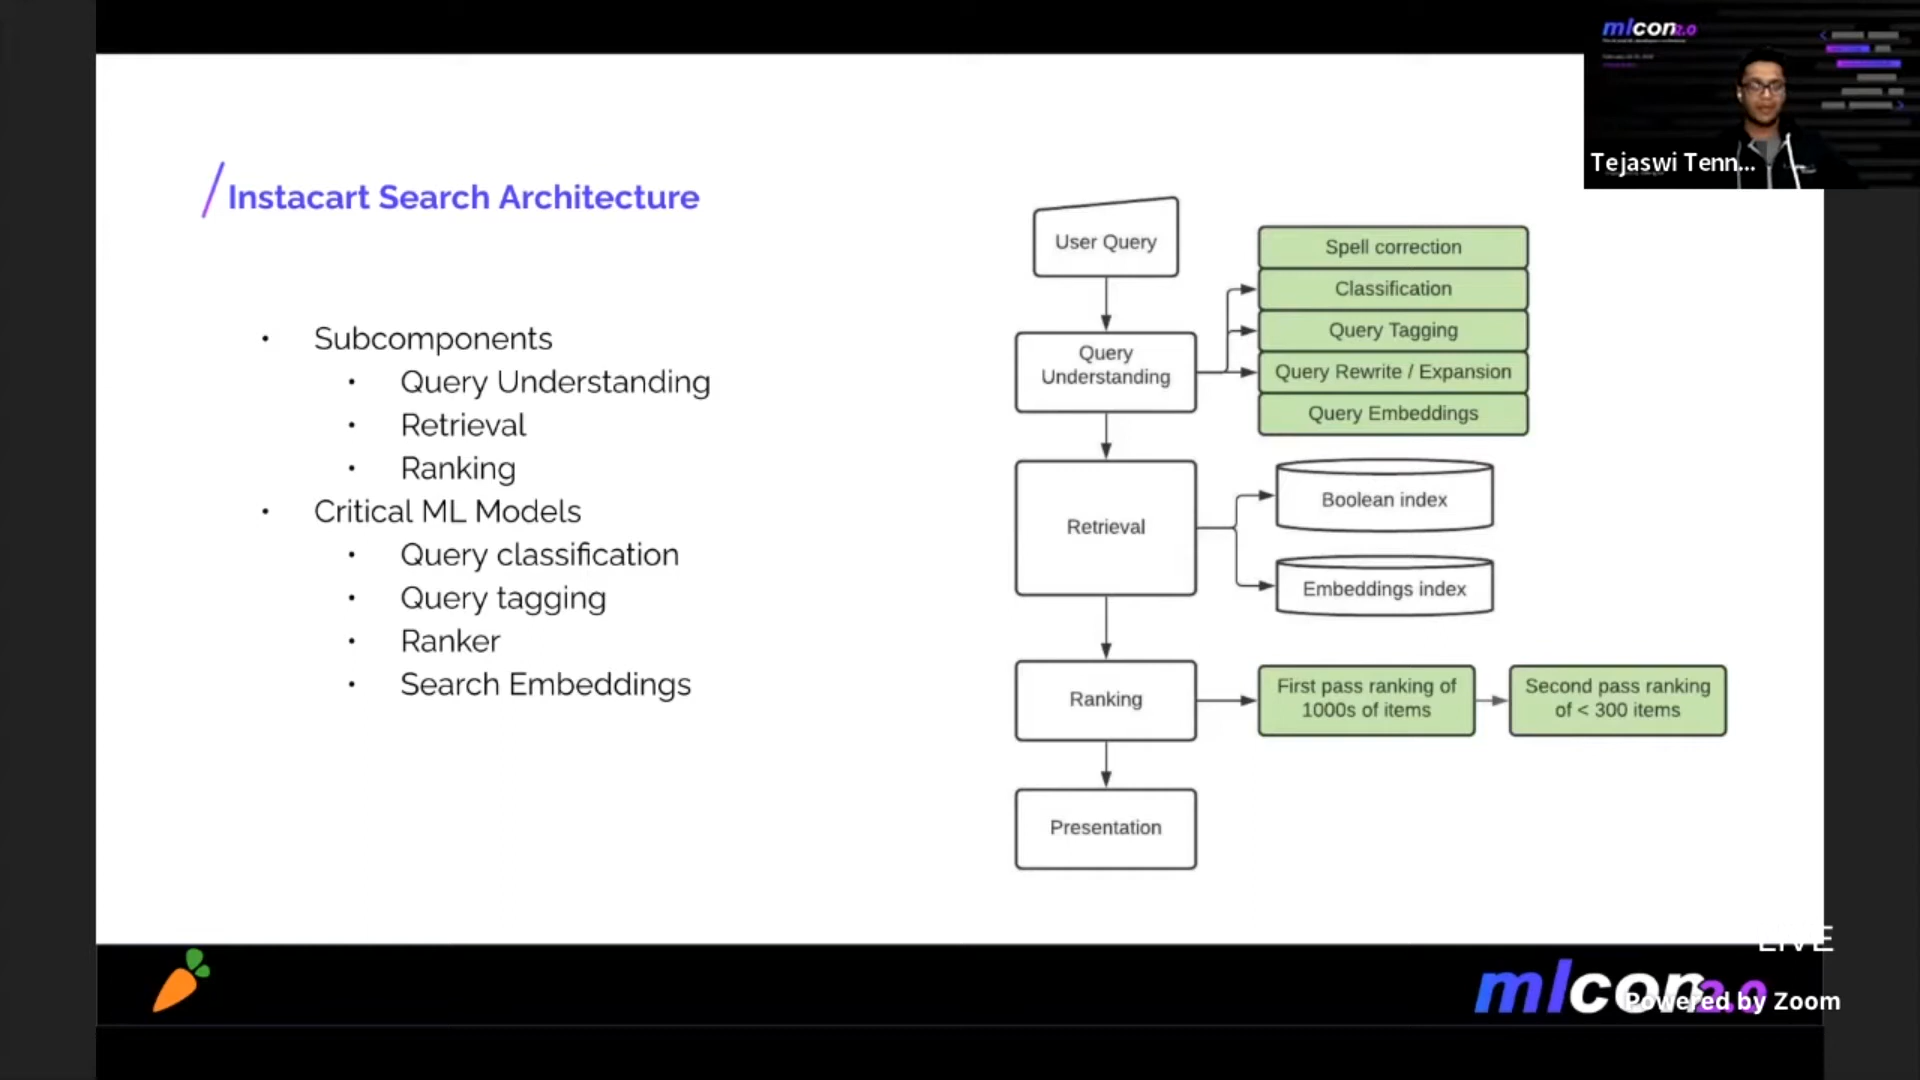 mlcon2.0
Tejaswi Tenn...
Instacart Search Architecture
• Subcomponents
• Query Understanding
• Retrieval
• Ranking
• Critical ML Models
• Query classification
• Query tagging
• Ranker
• Search Embeddings
User Query
Query
Understanding
Spell correction
Classification
Query Tagging
Query Rewrite / Expansion
Query Embeddings
Retrieval
Boolean index
Embeddings index
Ranking
First pass ranking of
1000s of items
Second pass ranking
of < 300 items
Presentation
LIVE
mlcon2.0
Powered by Zoom